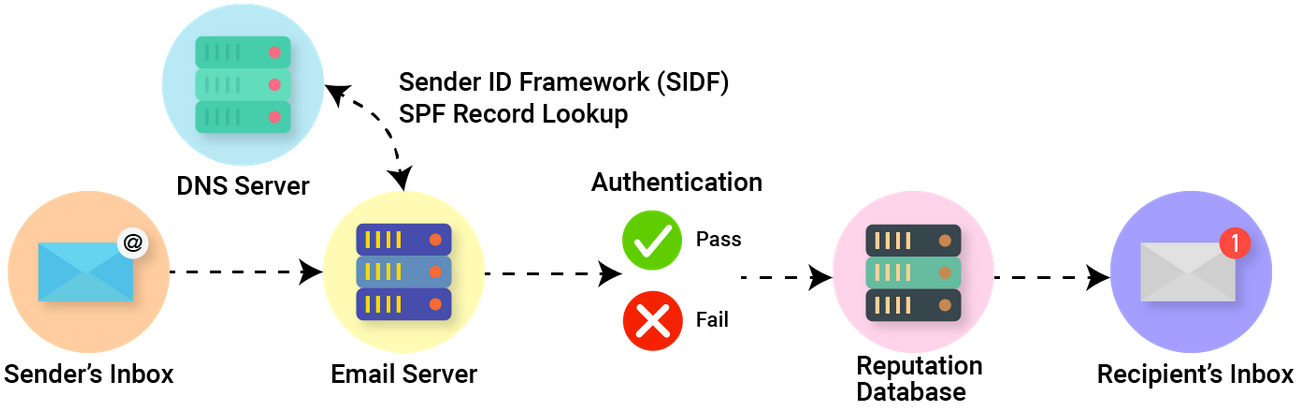 Sender ID Framework (SIDF)
SPF Record Lookup
DNS Server
Authentication
@
Pass
1
Fail
Sender’s Inbox
Email Server
Reputation
Database
Recipient’s Inbox